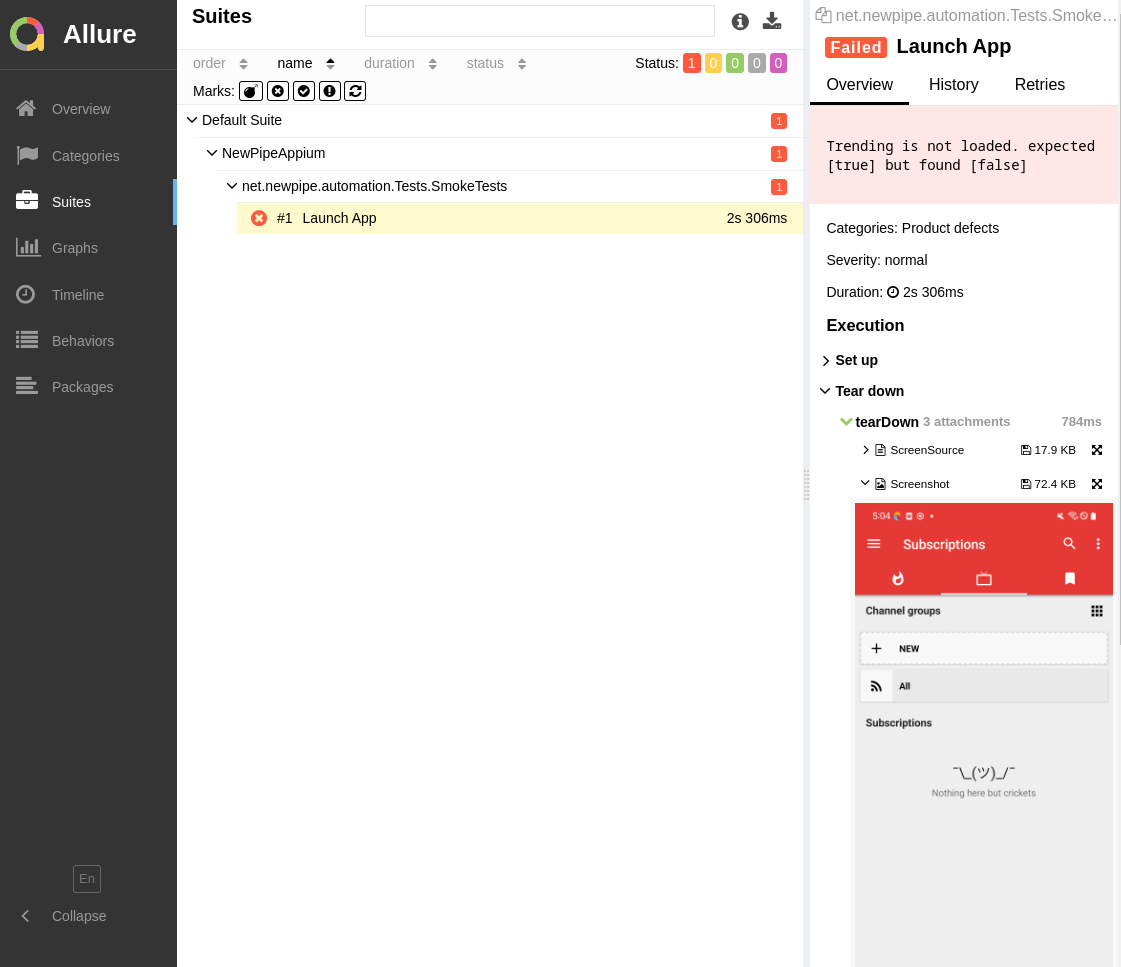 Allure
Overview
Categories
Suites
Graphs
Timeline
Behaviors
Packages
En
Collapse
Suites
order name duration status Status: 1 0 0 0 0
Marks:
Default Suite 1
NewPipeAppium 1
net.newpipe.automation.Tests.SmokeTests 1
#1 Launch App 2s 306ms
net.newpipe.automation.Tests.Smoke…
Failed Launch App
Overview History Retries
Trending is not loaded. expected
[true] but found [false]
Categories: Product defects
Severity: normal
Duration: 2s 306ms
Execution
Set up
Tear down
tearDown 3 attachments 784ms
ScreenSource 17.9 KB
Screenshot 72.4 KB
5:04
Subscriptions
Channel groups
NEW
All
Subscriptions
¯\_(ツ)_/¯
Nothing here but crickets